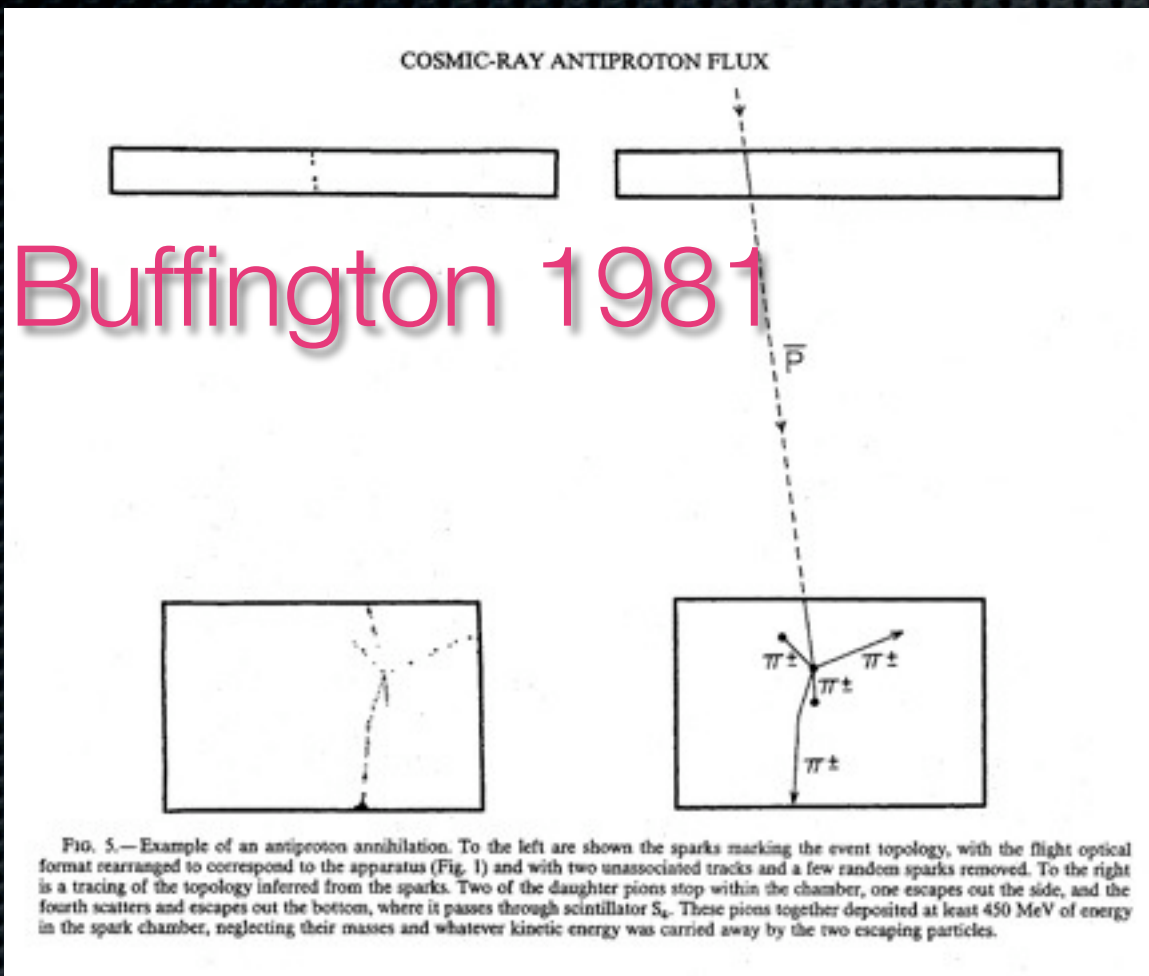 COSMIC-RAY ANTIPROTON FLUX
Buffington 1981
P̅
π± π±
π±
π±
FIG. 5.—Example of an antiproton annihilation. To the left are shown the sparks marking the event topology, with the flight optical
format rearranged to correspond to the apparatus (Fig. 1) and with two unassociated tracks and a few random sparks removed. To the right
is a tracing of the topology inferred from the sparks. Two of the daughter pions stop within the chamber, one escapes out the side, and the
fourth scatters and escapes out the bottom, where it passes through scintillator S₄. These pions together deposited at least 450 MeV of energy
in the spark chamber, neglecting their masses and whatever kinetic energy was carried away by the two escaping particles.